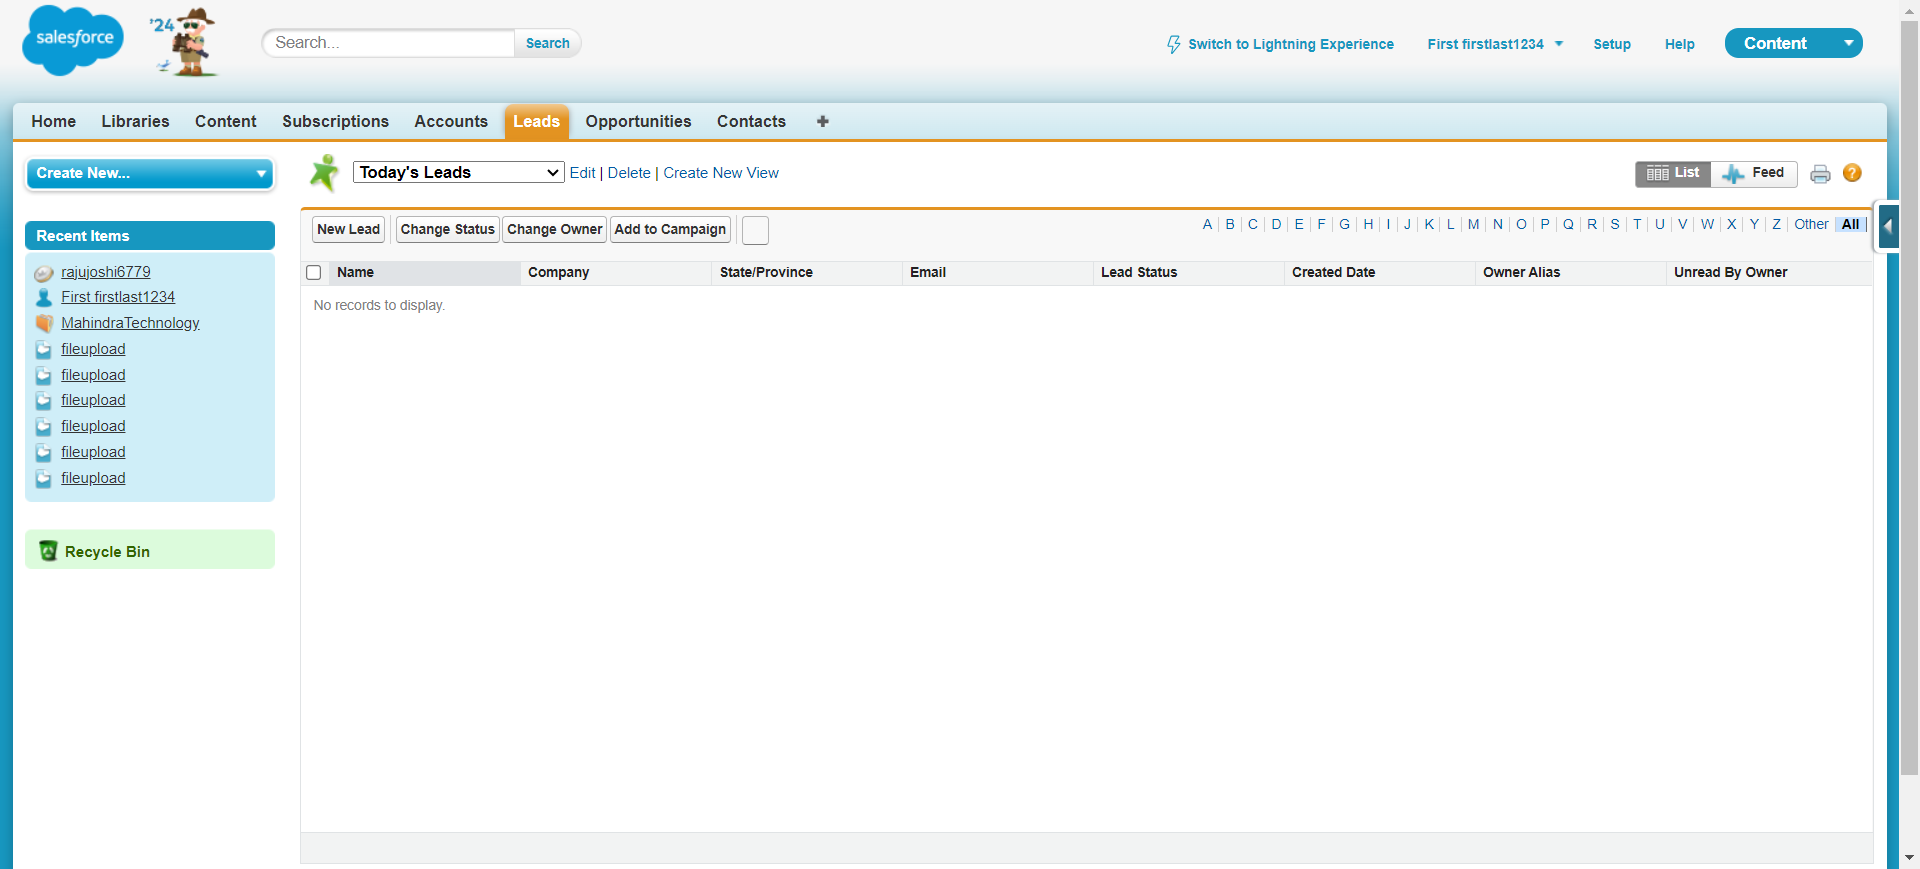 salesforce
'24
Search...
Search
Switch to Lightning Experience
First firstlast1234
Setup
Help
Content
Home
Libraries
Content
Subscriptions
Accounts
Leads
Opportunities
Contacts
Create New...
Today's Leads
Edit | Delete | Create New View
List
Feed
Recent Items
rajujoshi6779
First firstlast1234
MahindraTechnology
fileupload
fileupload
fileupload
fileupload
fileupload
fileupload
Recycle Bin
New Lead
Change Status
Change Owner
Add to Campaign
A B C D E F G H I J K L M N O P Q R S T U V W X Y Z Other All
Name
Company
State/Province
Email
Lead Status
Created Date
Owner Alias
Unread By Owner
No records to display.